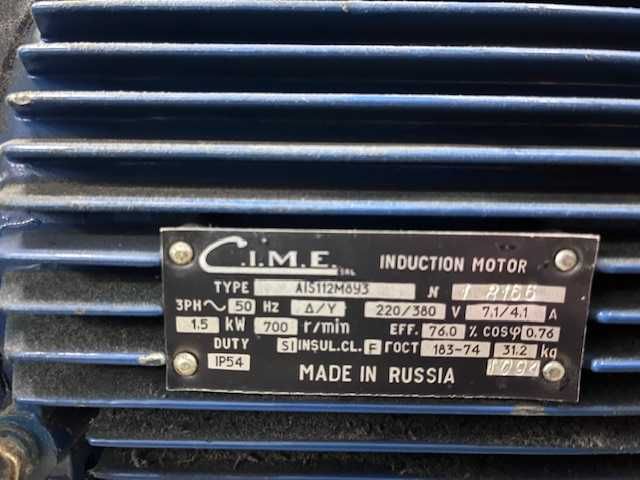 C.I.M.E. SRL INDUCTION MOTOR
TYPE AIS112M8У3 N 1 2166
3PH ~ 50 Hz Δ/Y 220/380 V 7.1/4.1 A
1.5 kW 700 r/min EFF. 76.0 % COSφ 0.76
DUTY S1 INSUL.CL. F ГОСТ 183-74 31.2 kg
IP54 MADE IN RUSSIA